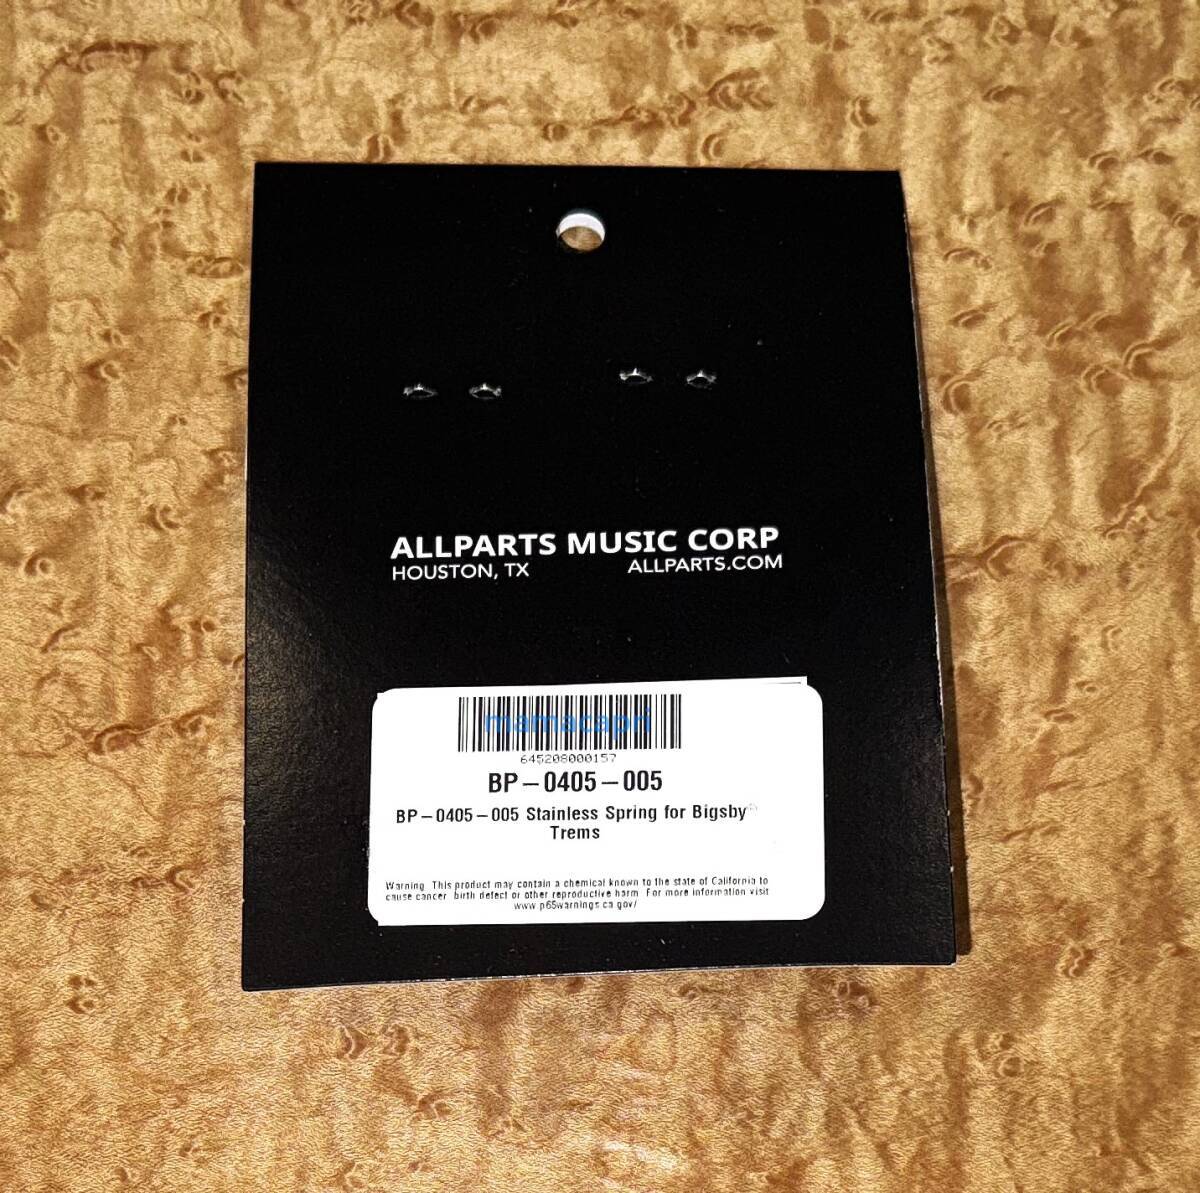 ALLPARTS MUSIC CORP
HOUSTON, TX ALLPARTS.COM
mamacapri
645208000157
BP-0405-005
BP-0405-005 Stainless Spring for Bigsby®
Trems
Warning This product may contain a chemical known to the state of California to
cause cancer birth defect or other reproductive harm For more information visit
www.p65warnings.ca.gov/